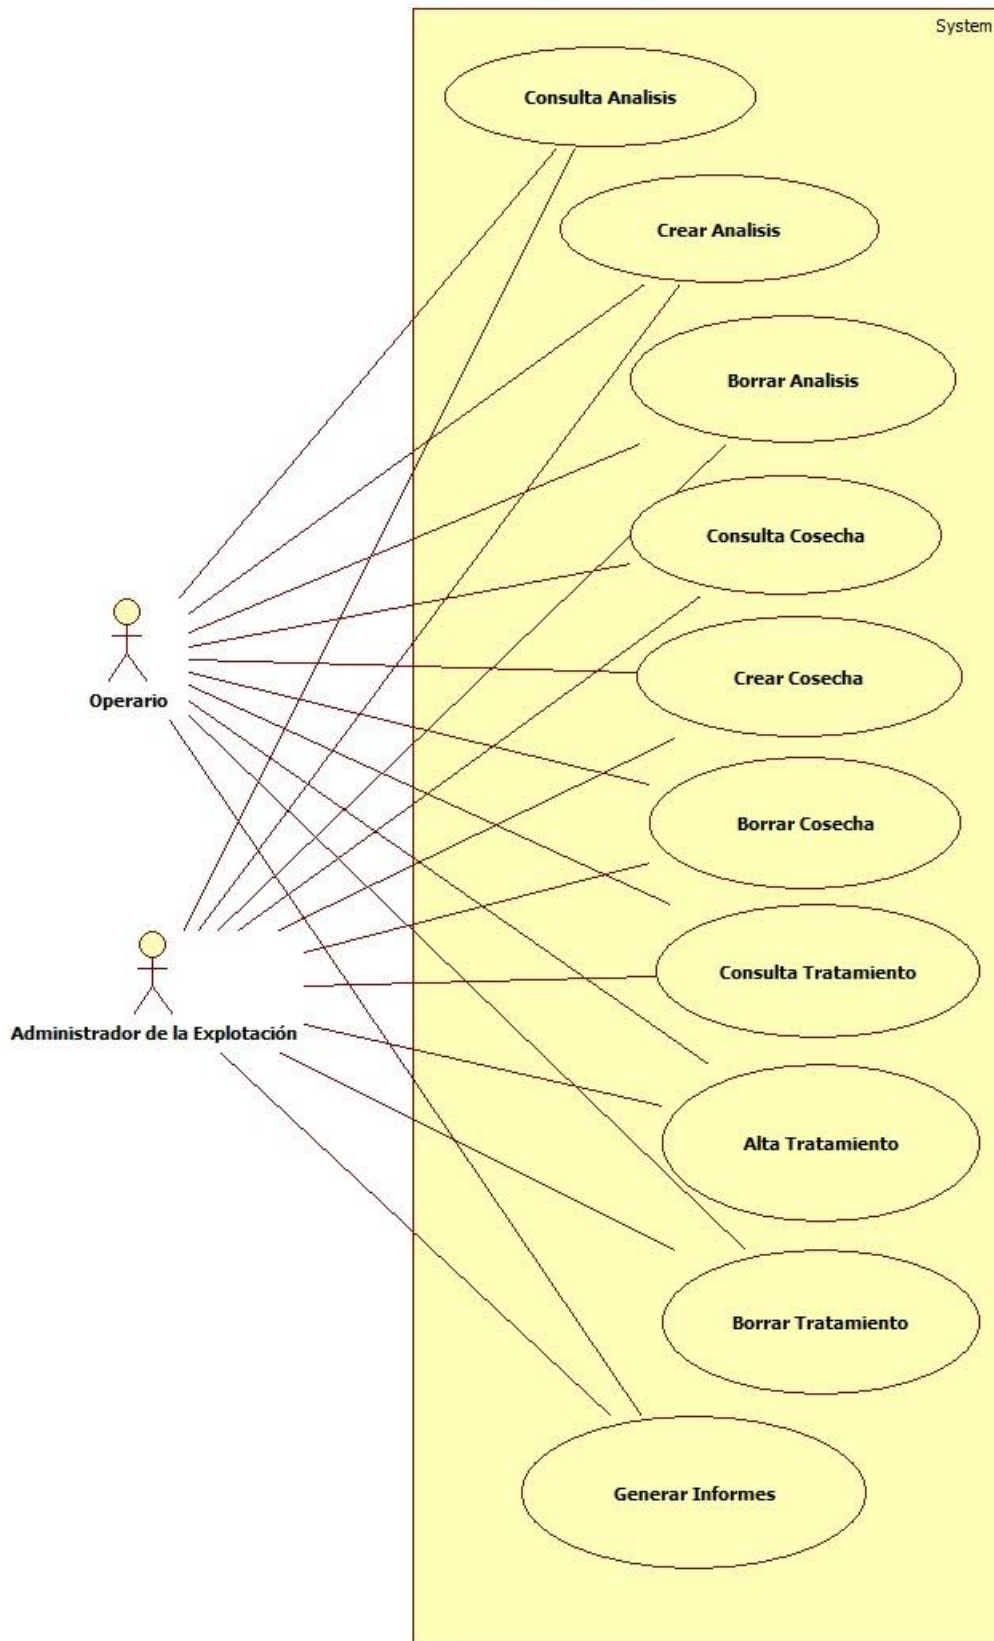 System
Consulta Analisis
Crear Analisis
Borrar Analisis
Consulta Cosecha
Crear Cosecha
Operario
Borrar Cosecha
Consulta Tratamiento
Administrador de la Explotación
Alta Tratamiento
Borrar Tratamiento
Generar Informes